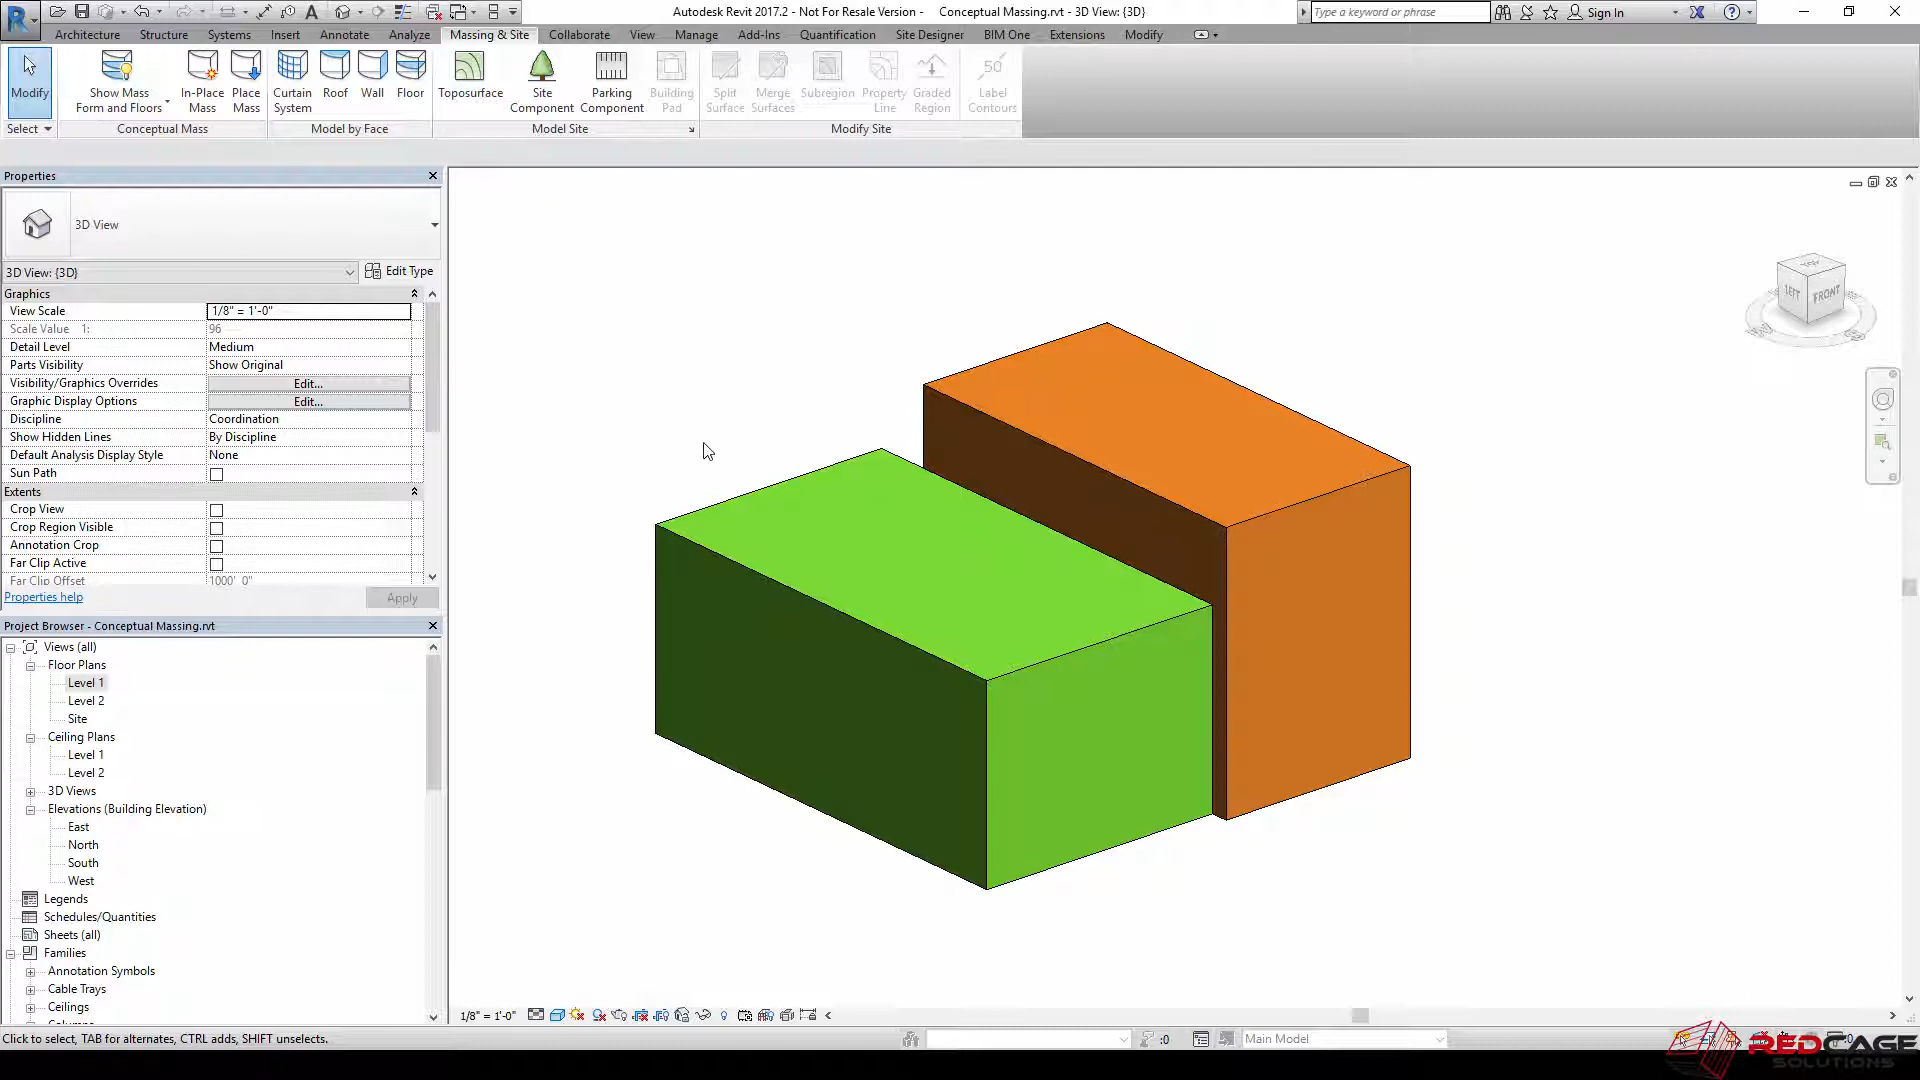 Autodesk Revit 2017.2 - Not For Resale Version - Conceptual Massing.rvt - 3D View: {3D}
Type a keyword or phrase
Sign In
Architecture Structure Systems Insert Annotate Analyze Massing & Site Collaborate View Manage Add-Ins Quantification Site Designer BIM One Extensions Modify
Modify
Show Mass
Form and Floors
In-Place
Mass
Place
Mass
Curtain
System
Roof
Wall
Floor
Toposurface
Site
Component
Parking
Component
Building
Pad
Split
Surface
Merge
Surfaces
Subregion
Property
Line
Graded
Region
50
Label
Contours
Select
Conceptual Mass
Model by Face
Model Site
Modify Site
Properties
3D View
3D View: {3D}
Edit Type
Graphics
View Scale 1/8" = 1'-0"
Scale Value 1: 96
Detail Level Medium
Parts Visibility Show Original
Visibility/Graphics Overrides Edit...
Graphic Display Options Edit...
Discipline Coordination
Show Hidden Lines By Discipline
Default Analysis Display Style None
Sun Path
Extents
Crop View
Crop Region Visible
Annotation Crop
Far Clip Active
Far Clip Offset 1000' 0"
Properties help
Apply
Project Browser - Conceptual Massing.rvt
Views (all)
Floor Plans
Level 1
Level 2
Site
Ceiling Plans
Level 1
Level 2
3D Views
Elevations (Building Elevation)
East
North
South
West
Legends
Schedules/Quantities
Sheets (all)
Families
Annotation Symbols
Cable Trays
Ceilings
TOP
LEFT
FRONT
1/8" = 1'-0"
Click to select, TAB for alternates, CTRL adds, SHIFT unselects.
:0
Main Model
REDCAGE
SOLUTIONS